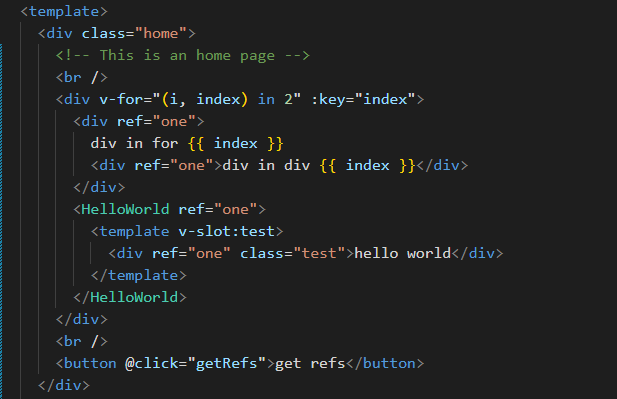 <template>
<div class="home">
<!-- This is an home page -->
<br />
<div v-for="(i, index) in 2" :key="index">
<div ref="one">
div in for {{ index }}
<div ref="one">div in div {{ index }}</div>
</div>
<HelloWorld ref="one">
<template v-slot:test>
<div ref="one" class="test">hello world</div>
</template>
</HelloWorld>
</div>
<br />
<button @click="getRefs">get refs</button>
</div>